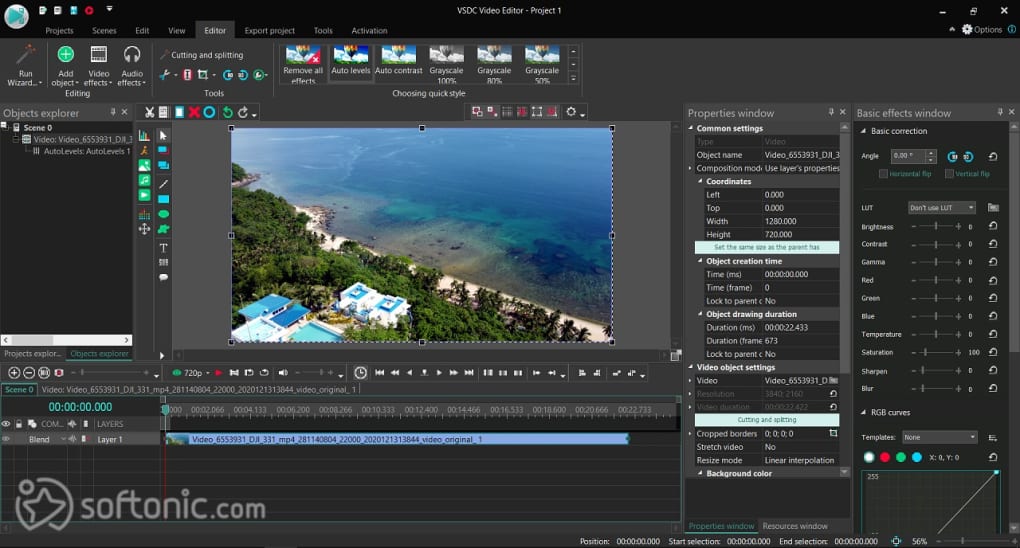 VSDC Video Editor - Project 1
Projects Scenes Edit View Editor Export project Tools Activation
Options
Run Wizard...
Add object
Video effects
Audio effects
Editing
Cutting and splitting
Tools
Remove all effects
Auto levels
Auto contrast
Grayscale 100%
Grayscale 80%
Grayscale 50%
Choosing quick style
Objects explorer
Scene 0
Video: Video_6553931_DJI_33
AutoLevels: AutoLevels 1
Projects explor... Objects explorer
Properties window
Common settings
Type Video
Object name Video_6553931_DJI_3
Composition mode Use layer's properties
Coordinates
Left 0.000
Top 0.000
Width 1280.000
Height 720.000
Set the same size as the parent has
Object creation time
Time (ms) 00:00:00.000
Time (frame) 0
Lock to parent c No
Object drawing duration
Duration (ms) 00:00:22.433
Duration (frame 673
Lock to parent c No
Video object settings
Video Video_6553931_D
Resolution 3840; 2160
Video duration 00:00:22.422
Cutting and splitting
Cropped borders 0; 0; 0; 0
Stretch video No
Resize mode Linear interpolation
Background color
Properties window Resources window
Basic effects window
Basic correction
Angle 0.00 °
Horizontal flip Vertical flip
LUT Don't use LUT
Brightness 0
Contrast 0
Gamma 0
Red 0
Green 0
Blue 0
Temperature 0
Saturation 100
Sharpen 0
Blur 0
RGB curves
Templates: None
X: 0, Y: 0
255
T
720p
Scene 0 Video: Video_6553931_DJI_331_mp4_281140804_22000_2020121313844_video_original_ 1
00:00:00.000
000 00:02.066 00:04.133 00:06.200 00:08.266 00:10.333 00:12.400 00:14.466 00:16.533 00:18.600 00:20.666 00:22.733
COM... LAYERS
Blend Layer 1
Video_6553931_DJI_331_mp4_281140804_22000_2020121313844_video_original_ 1
softonic.com
Position: 00:00:00.000 Start selection: 00:00:00.000 End selection: 00:00:00.000 56%